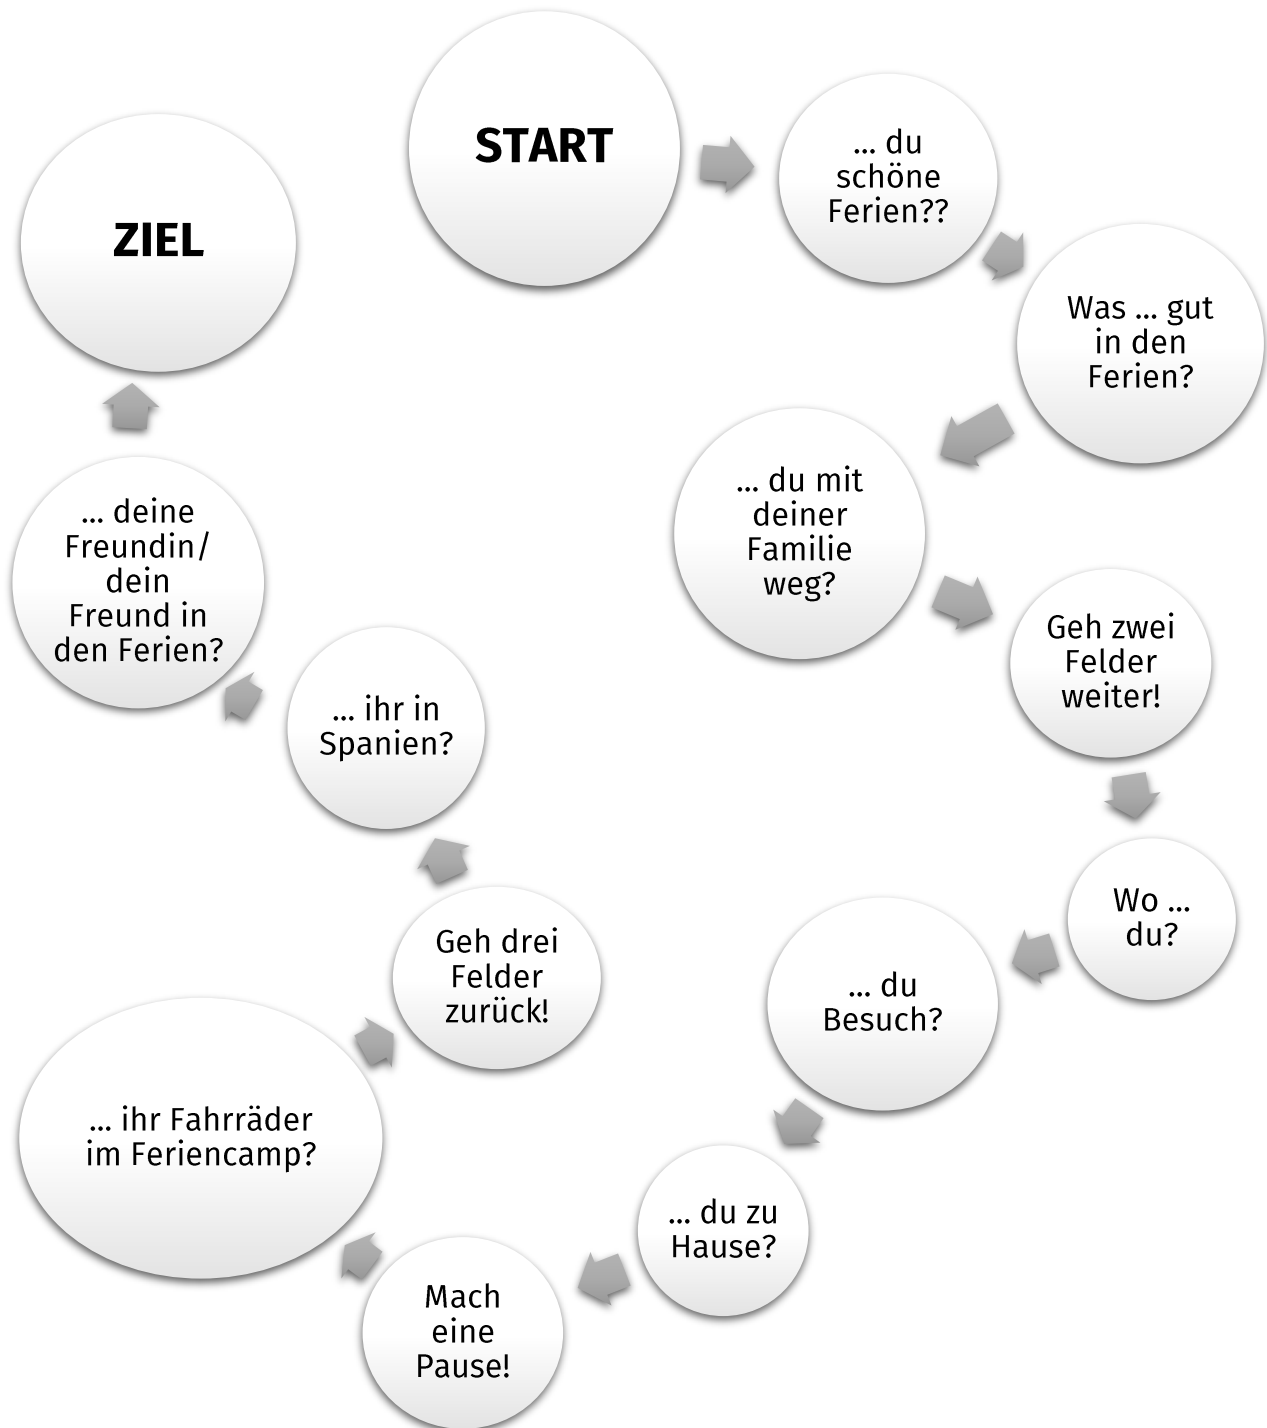 START
... du
schöne
Ferien??
Was ... gut
in den
Ferien?
... du mit
deiner
Familie
weg?
Geh zwei
Felder
weiter!
Wo ...
du?
... du
Besuch?
... du zu
Hause?
Mach
eine
Pause!
... ihr Fahrräder
im Feriencamp?
Geh drei
Felder
zurück!
... ihr in
Spanien?
... deine
Freundin/
dein
Freund in
den Ferien?
ZIEL